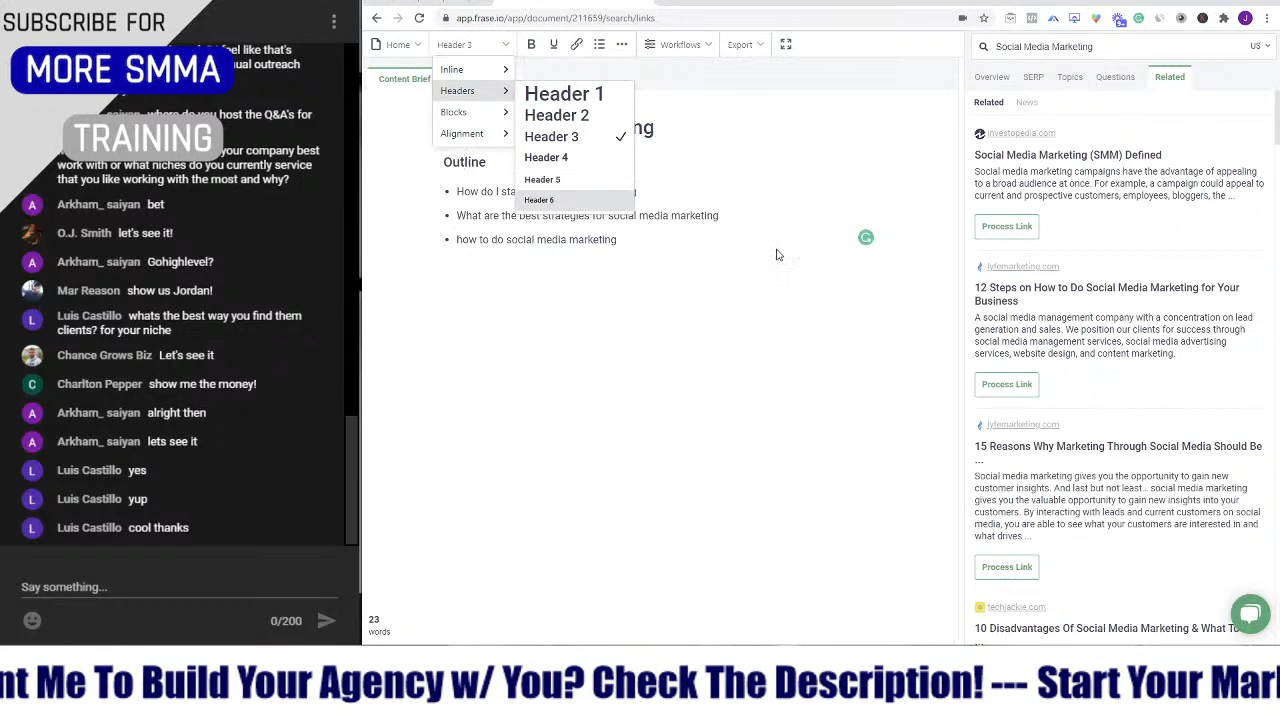 SUBSCRIBE FOR
MORE SMMA
TRAINING
feel like that's
nual outreach
where do you host the Q&A's for
your company best
work with or what niches do you currently service
that you like working with the most and why?
A Arkham_ saiyan bet
O.J. Smith let's see it!
A Arkham_ saiyan Gohighlevel?
Mar Reason show us Jordan!
L Luis Castillo whats the best way you find them
clients? for your niche
Chance Grows Biz Let's see it
C Charlton Pepper show me the money!
A Arkham_ saiyan alright then
A Arkham_ saiyan lets see it
L Luis Castillo yes
L Luis Castillo yup
L Luis Castillo cool thanks
Say something...
0/200
app.frase.io/app/document/211659/search/links
Home
Header 3
B U
Workflows
Export
Content Brief
Inline
Headers
Blocks
Alignment
Header 1
Header 2
Header 3
Header 4
Header 5
Header 6
ng
Outline
• How do I sta
• What are the best strategies for social media marketing
• how to do social media marketing
23
words
Social Media Marketing
US
Overview SERP Topics Questions Related
Related News
investopedia.com
Social Media Marketing (SMM) Defined
Social media marketing campaigns have the advantage of appealing
to a broad audience at once. For example, a campaign could appeal to
current and prospective customers, employees, bloggers, the ...
Process Link
lyfemarketing.com
12 Steps on How to Do Social Media Marketing for Your
Business
A social media management company with a concentration on lead
generation and sales. We position our clients for success through
social media management services, social media advertising
services, website design, and content marketing.
Process Link
lyfemarketing.com
15 Reasons Why Marketing Through Social Media Should Be
...
Social media marketing gives you the opportunity to gain new
customer insights. And last but not least... social media marketing
gives you the valuable opportunity to gain new insights into your
customers. By interacting with leads and current customers on social
media, you are able to see what your customers are interested in and
what drives ...
Process Link
techjackie.com
10 Disadvantages Of Social Media Marketing & What To
nt Me To Build Your Agency w/ You? Check The Description! --- Start Your Mark